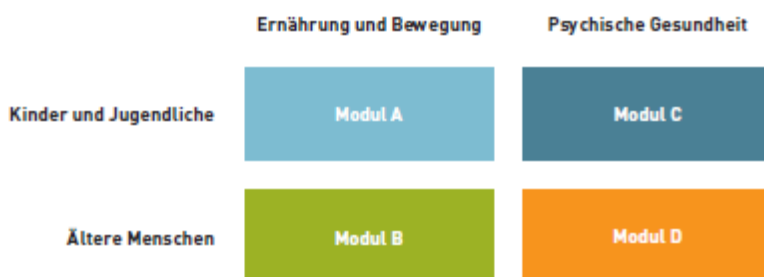 Ernährung und Bewegung
Psychische Gesundheit
Kinder und Jugendliche
Modul A
Modul C
Ältere Menschen
Modul B
Modul D